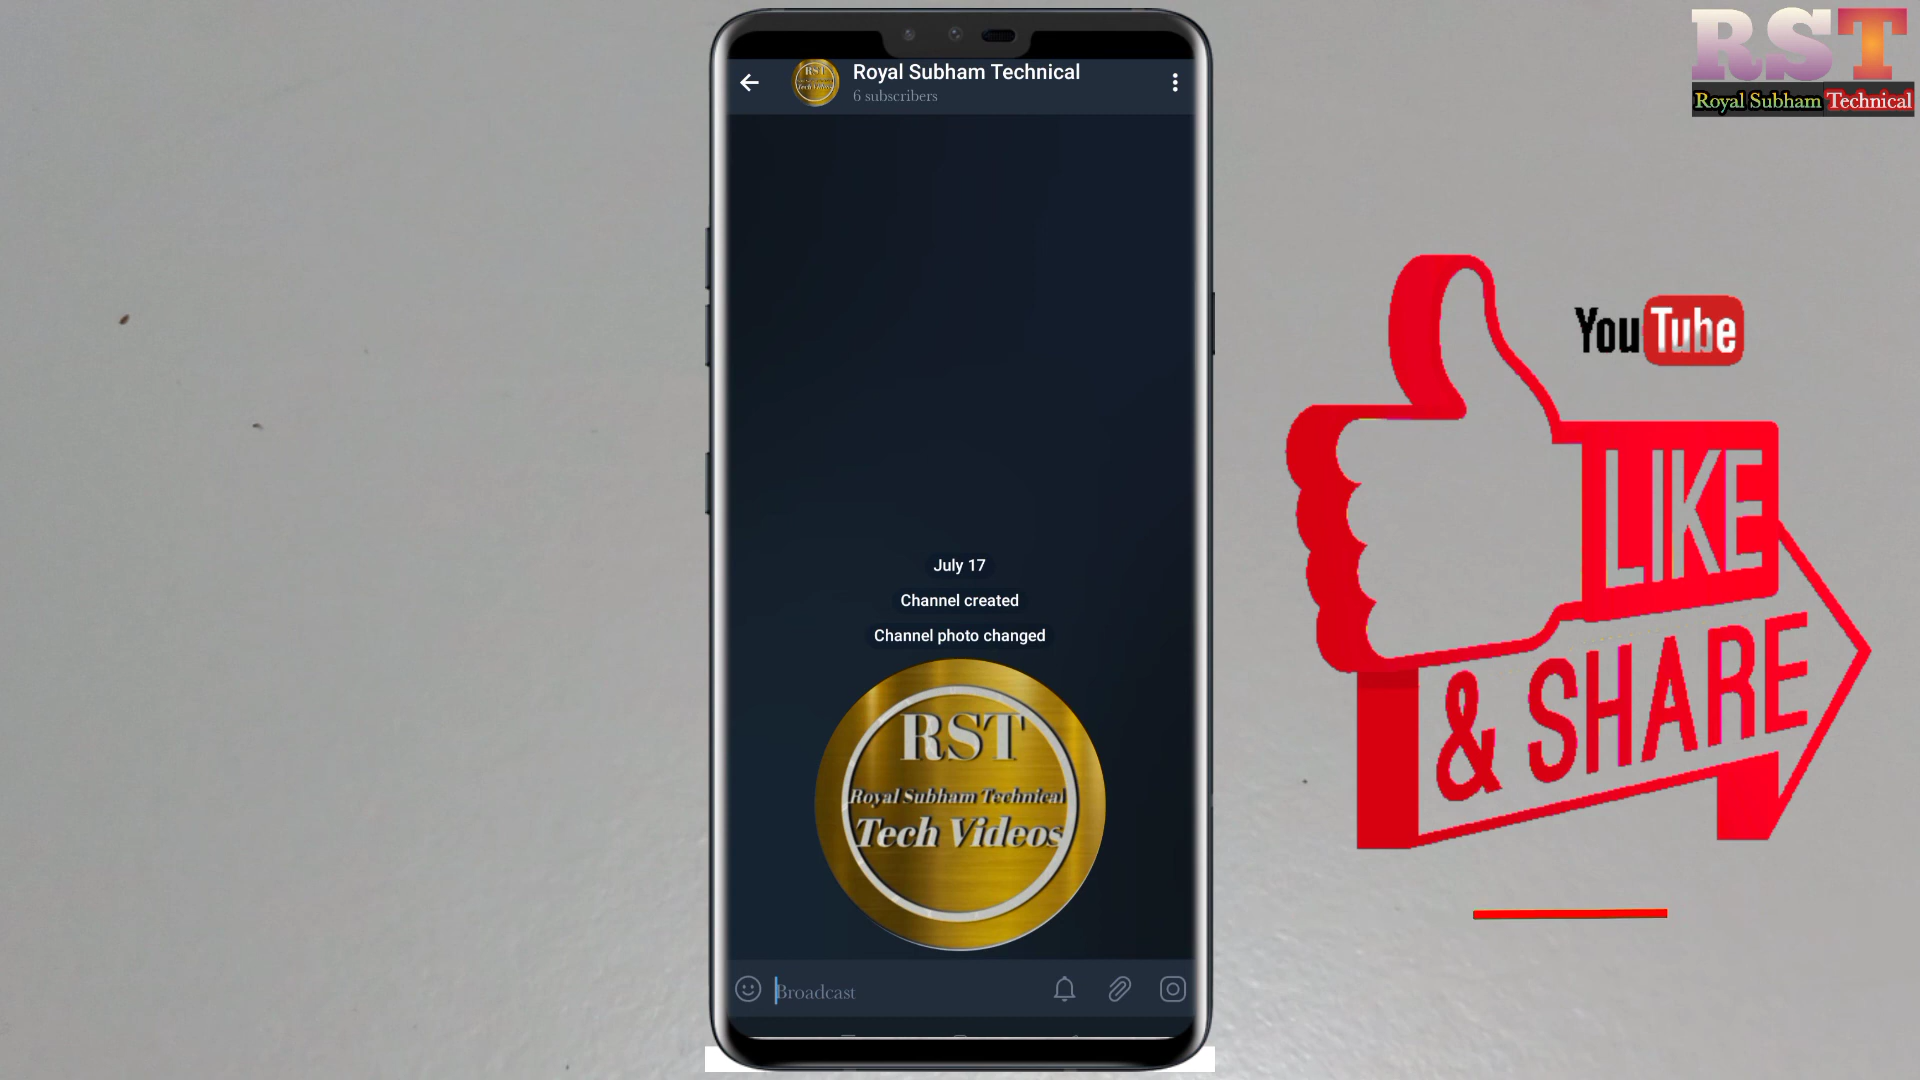 Royal Subham Technical
6 subscribers
July 17
Channel created
Channel photo changed
RST
Royal Subham Technical
Tech Videos
Broadcast
RST
Royal Subham Technical
YouTube
LIKE
& SHARE